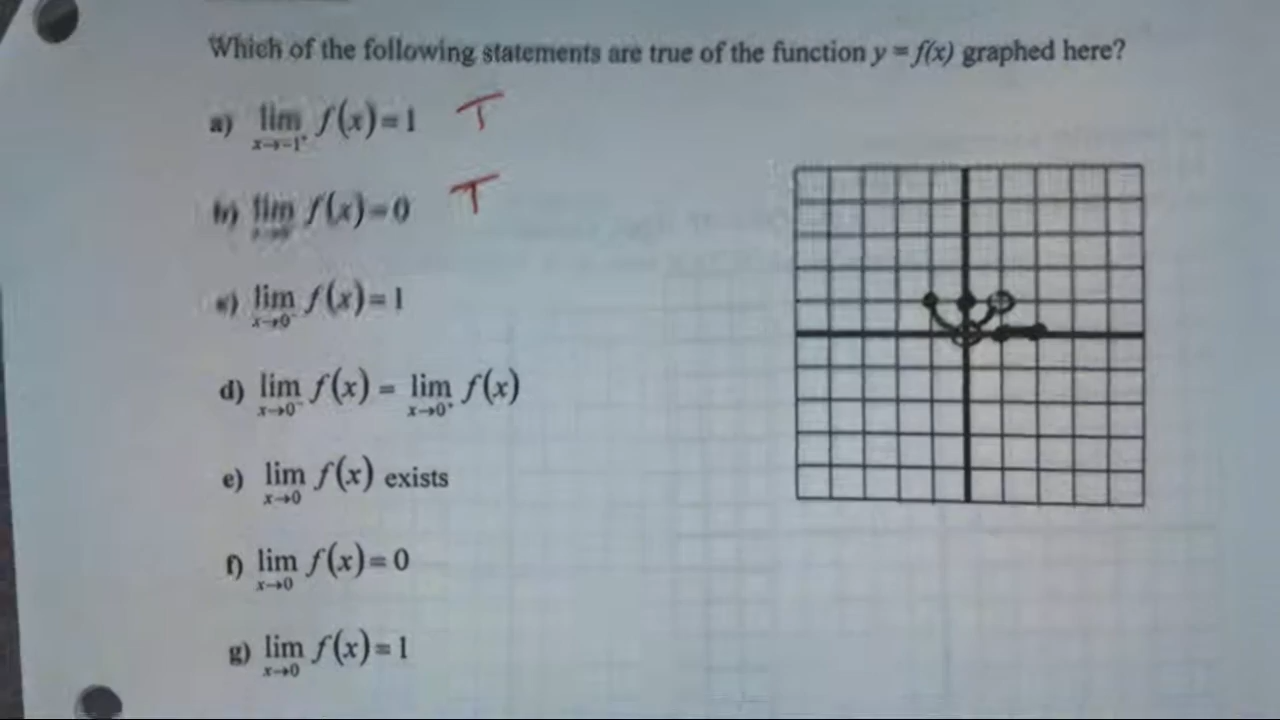 Which of the following statements are true of the function y = f(x) graphed here?
a) lim x→-1⁺ f(x) = 1 T
lim f(x) = 0 T
lim x→0⁻ f(x) = 1
d) lim x→0⁻ f(x) = lim x→0⁺ f(x)
e) lim x→0 f(x) exists
f) lim x→0 f(x) = 0
g) lim x→0 f(x) = 1